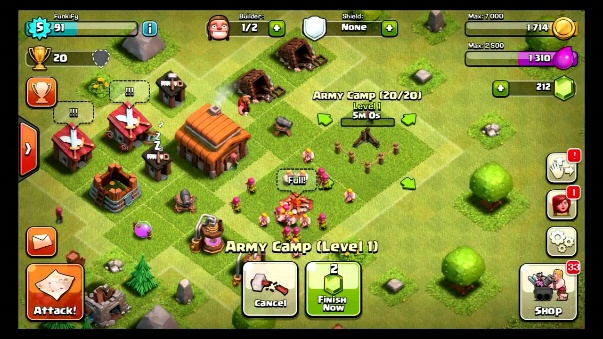 FunkiFy
5 91
Builder:
1/2
Shield:
None
Max: 7,000
1 714
20
Max: 2,500
1 310
212
Army Camp (20/20)
Level 1
5M 0s
Full!
Army Camp (Level 1)
Attack!
Cancel
2
Finish
Now
!
1
33
Shop